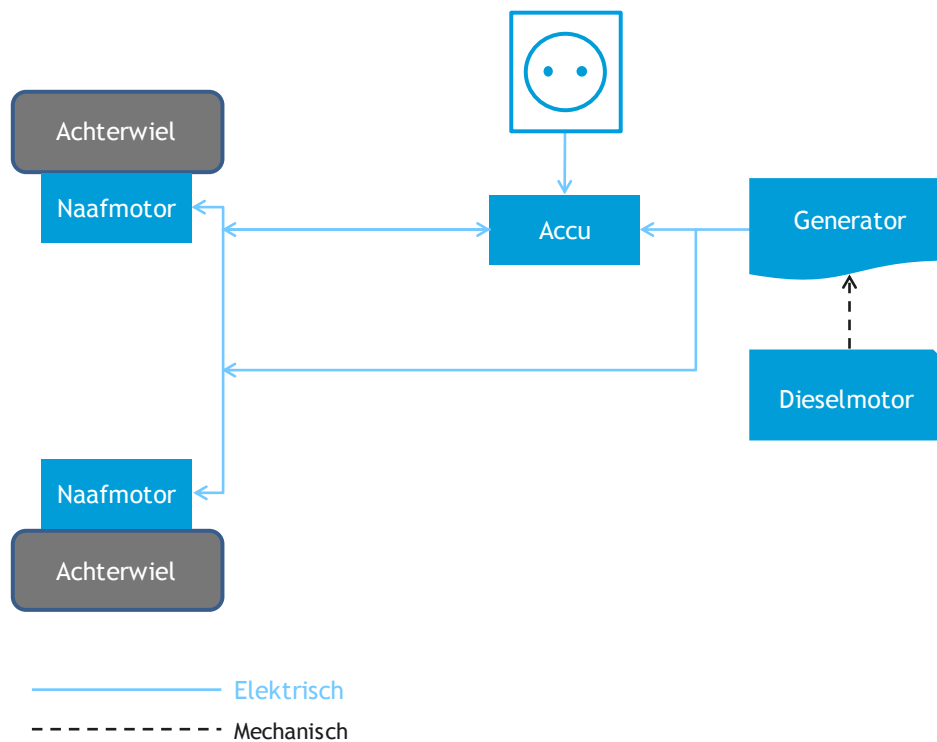 Achterwiel
Naafmotor
Accu
Generator
Dieselmotor
Naafmotor
Achterwiel
Elektrisch
Mechanisch